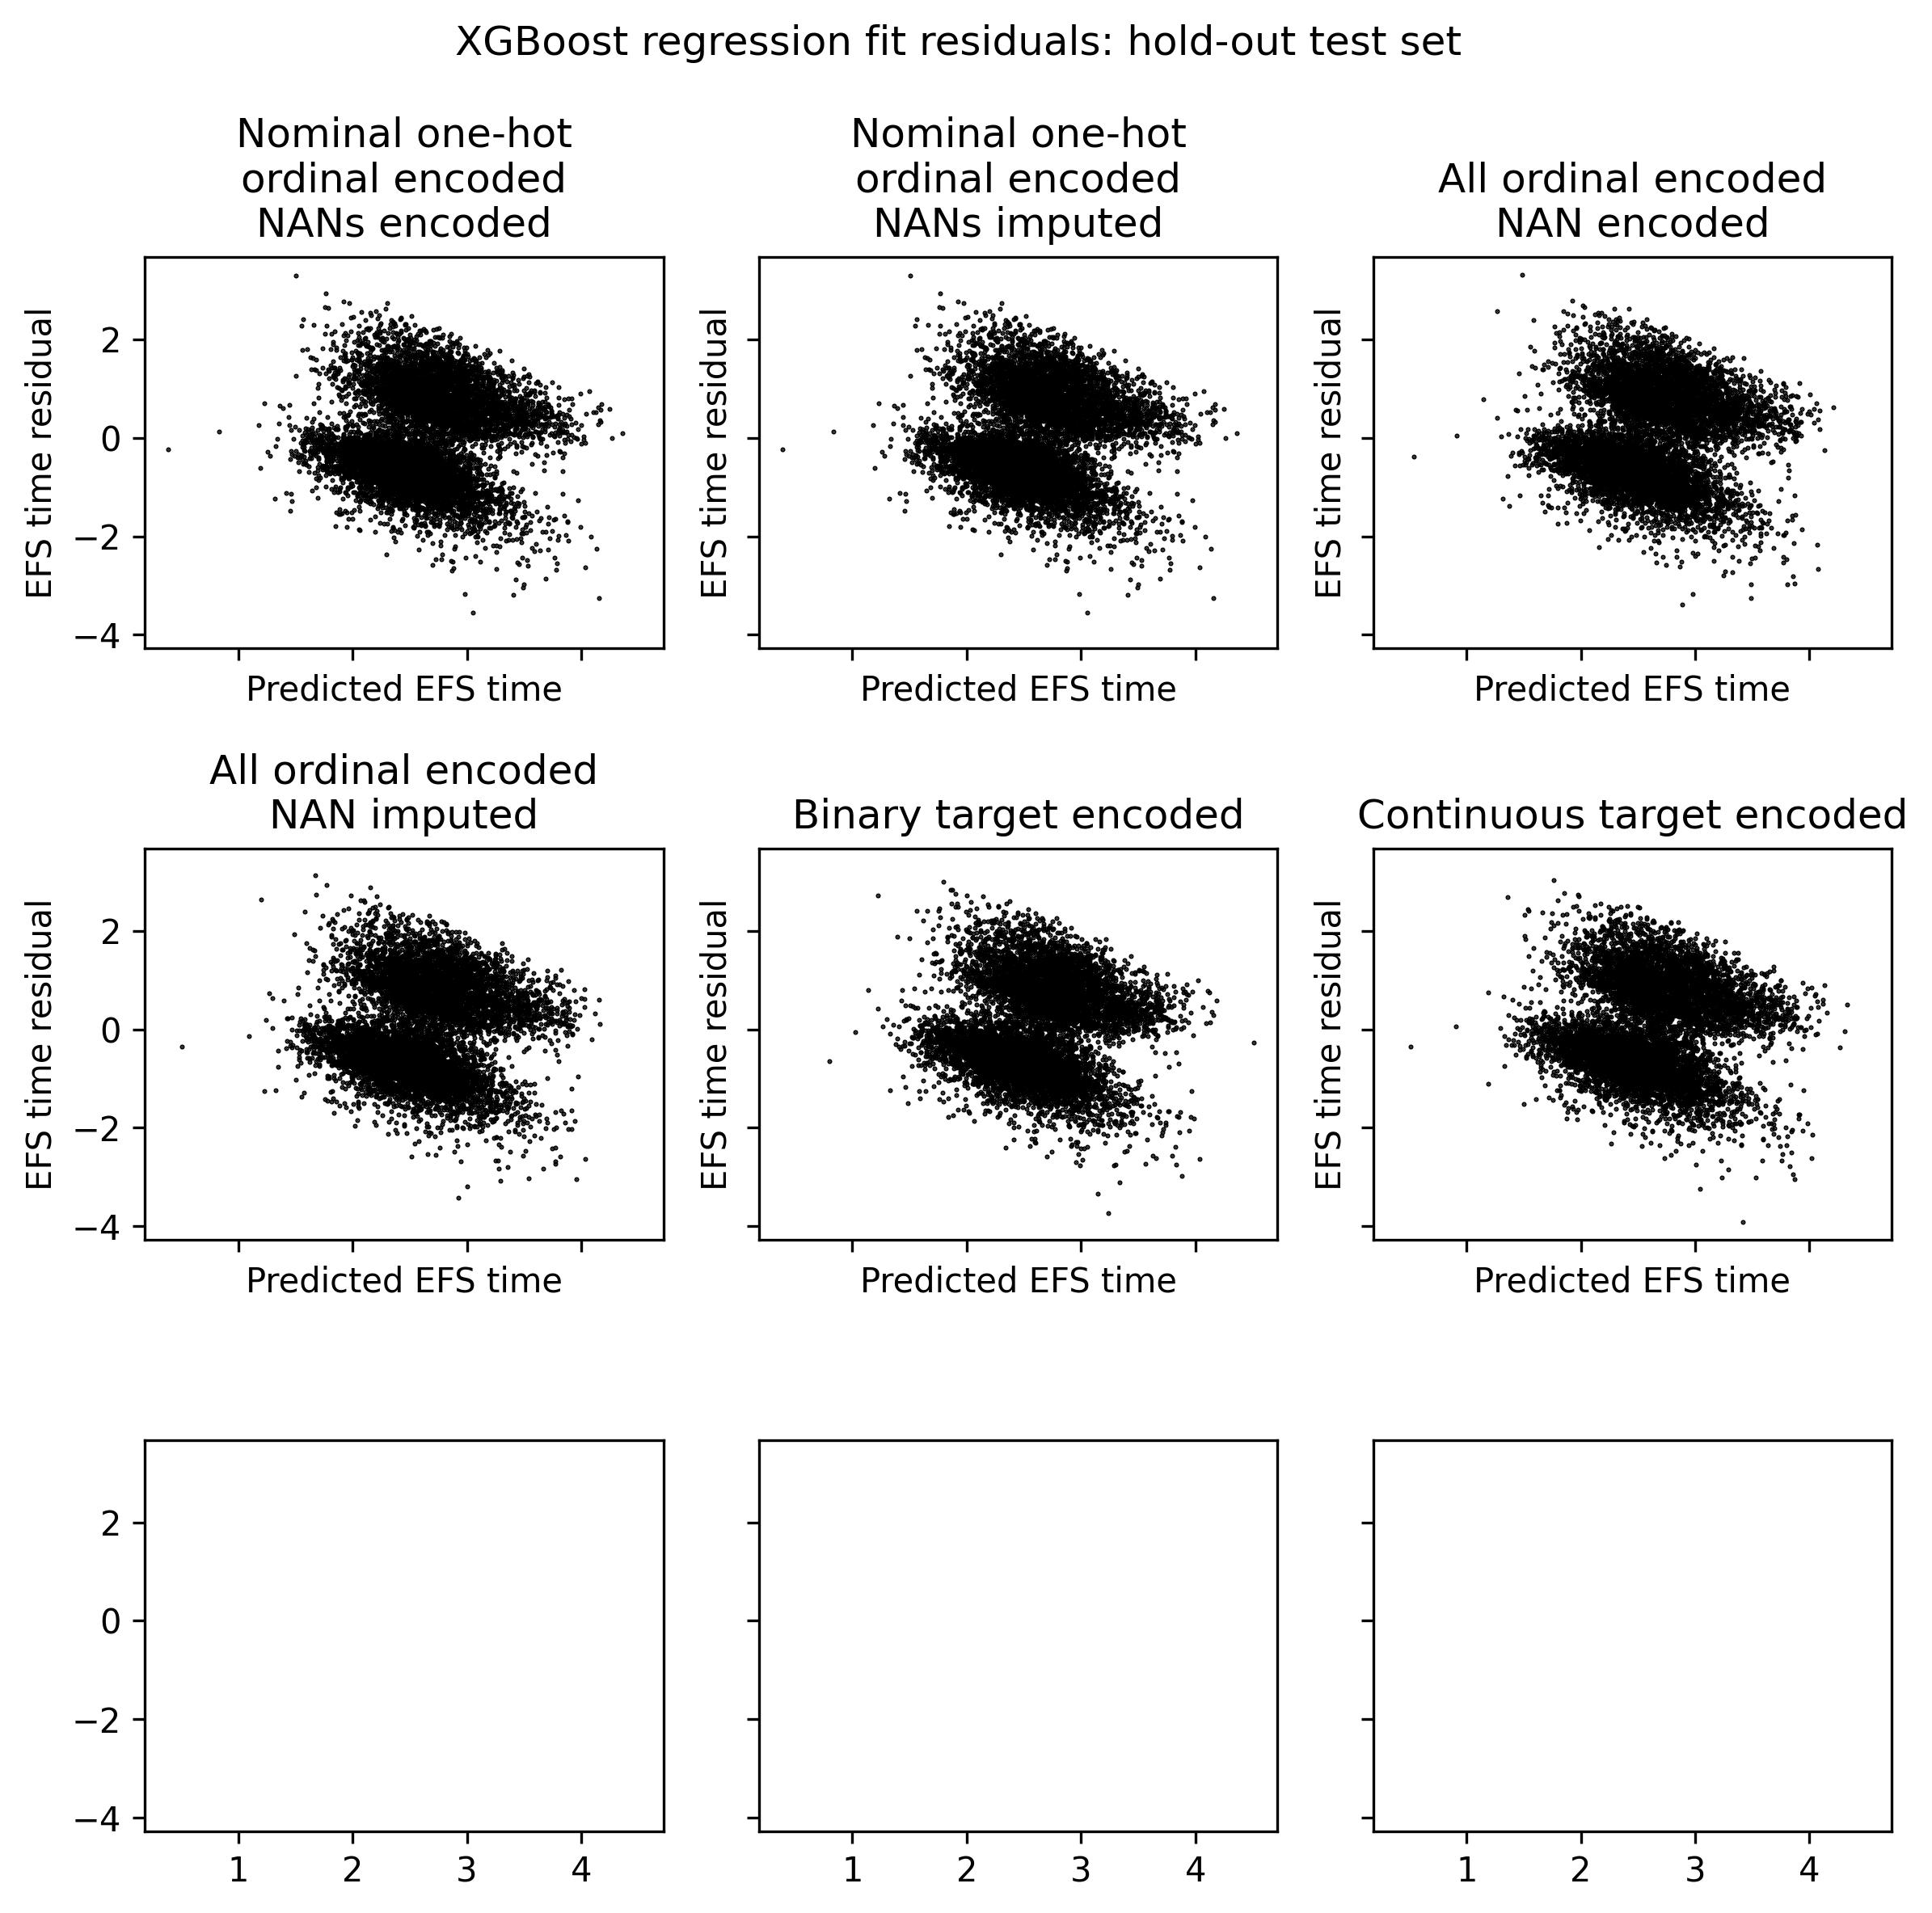 XGBoost regression fit residuals: hold-out test set
Nominal one-hot
ordinal encoded
NANs encoded
Nominal one-hot
ordinal encoded
NANs imputed
All ordinal encoded
NAN encoded
EFS time residual
2
0
−2
−4
EFS time residual
EFS time residual
Predicted EFS time
Predicted EFS time
Predicted EFS time
All ordinal encoded
NAN imputed
Binary target encoded
Continuous target encoded
EFS time residual
2
0
−2
−4
EFS time residual
EFS time residual
Predicted EFS time
Predicted EFS time
Predicted EFS time
2
0
−2
−4
1 2 3 4
1 2 3 4
1 2 3 4